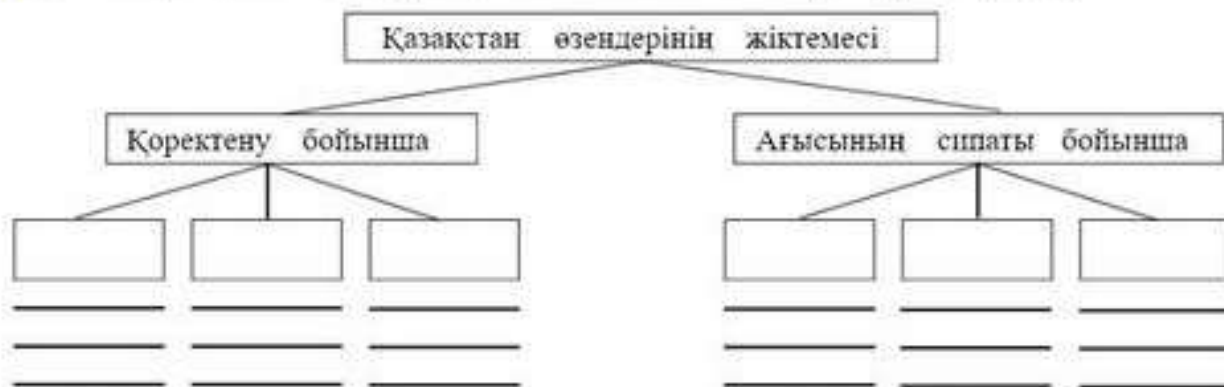 Қазақстан өзендерінің жіктемесі
Қоректену бойынша
Ағысының сипаты бойынша